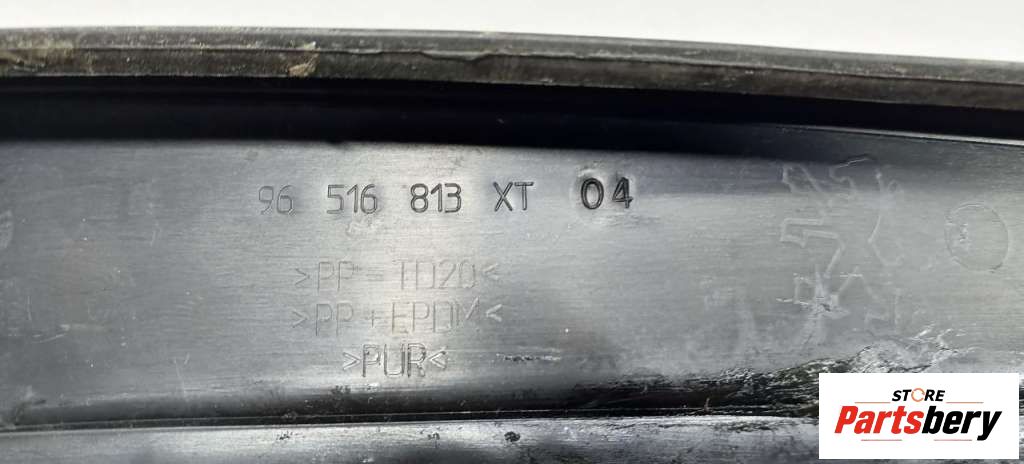 96 516 813 XT 04
>PP-TD20<
>PP+EPDM<
>PUR<
STORE
Partsbery